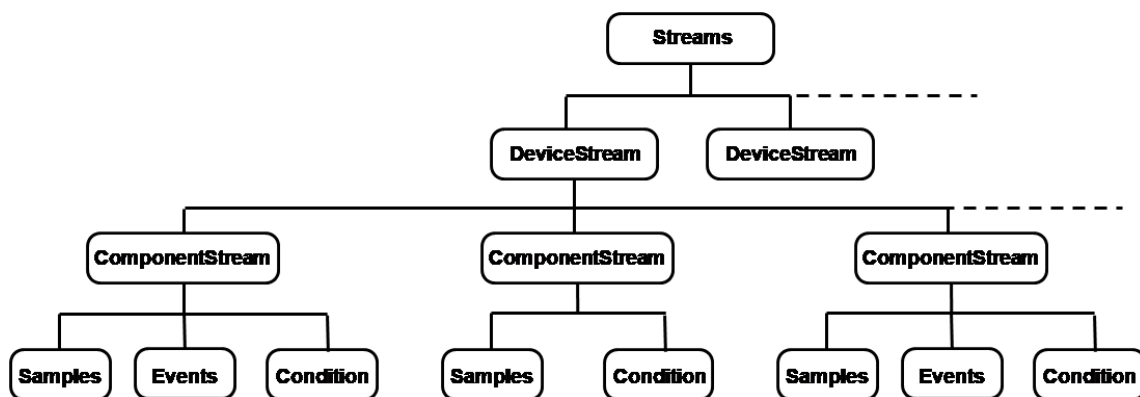 Streams
DeviceStream
DeviceStream
ComponentStream
ComponentStream
ComponentStream
Samples
Events
Condition
Samples
Condition
Samples
Events
Condition